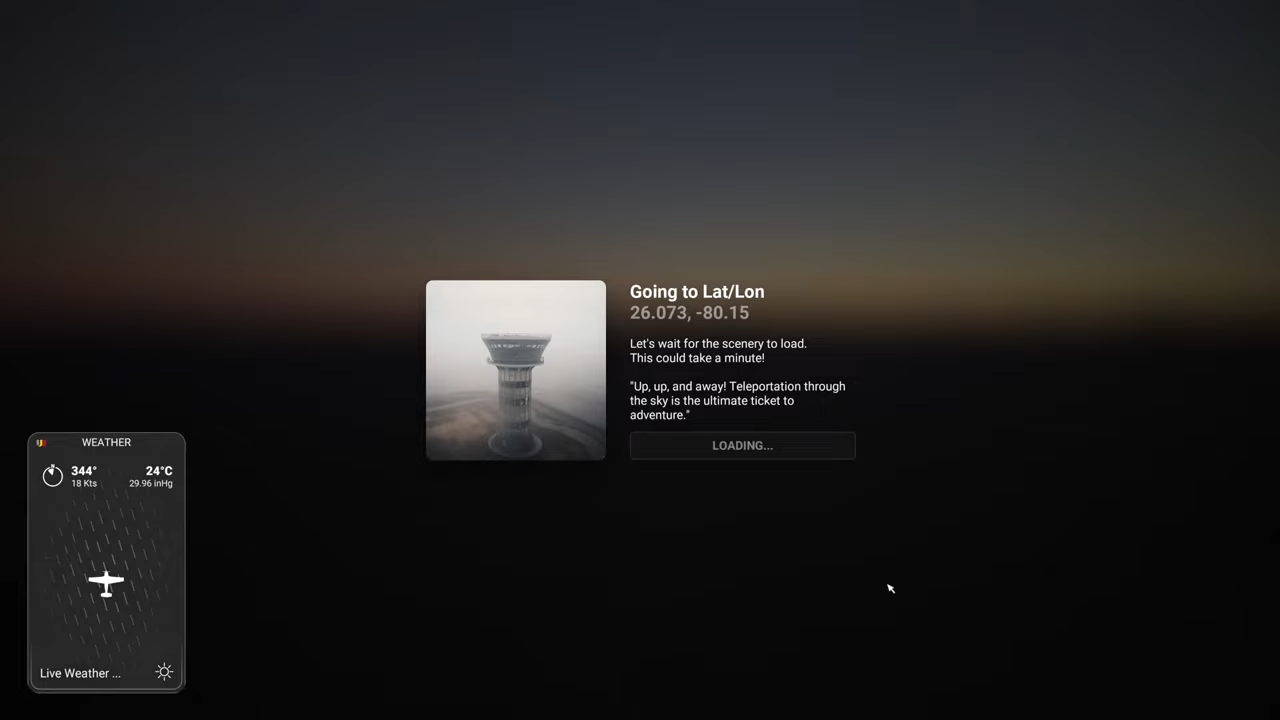 Going to Lat/Lon
26.073, -80.15
Let's wait for the scenery to load.
This could take a minute!
"Up, up, and away! Teleportation through
the sky is the ultimate ticket to
adventure."
LOADING...
WEATHER
344° 24°C
18 Kts 29.96 inHg
Live Weather ...